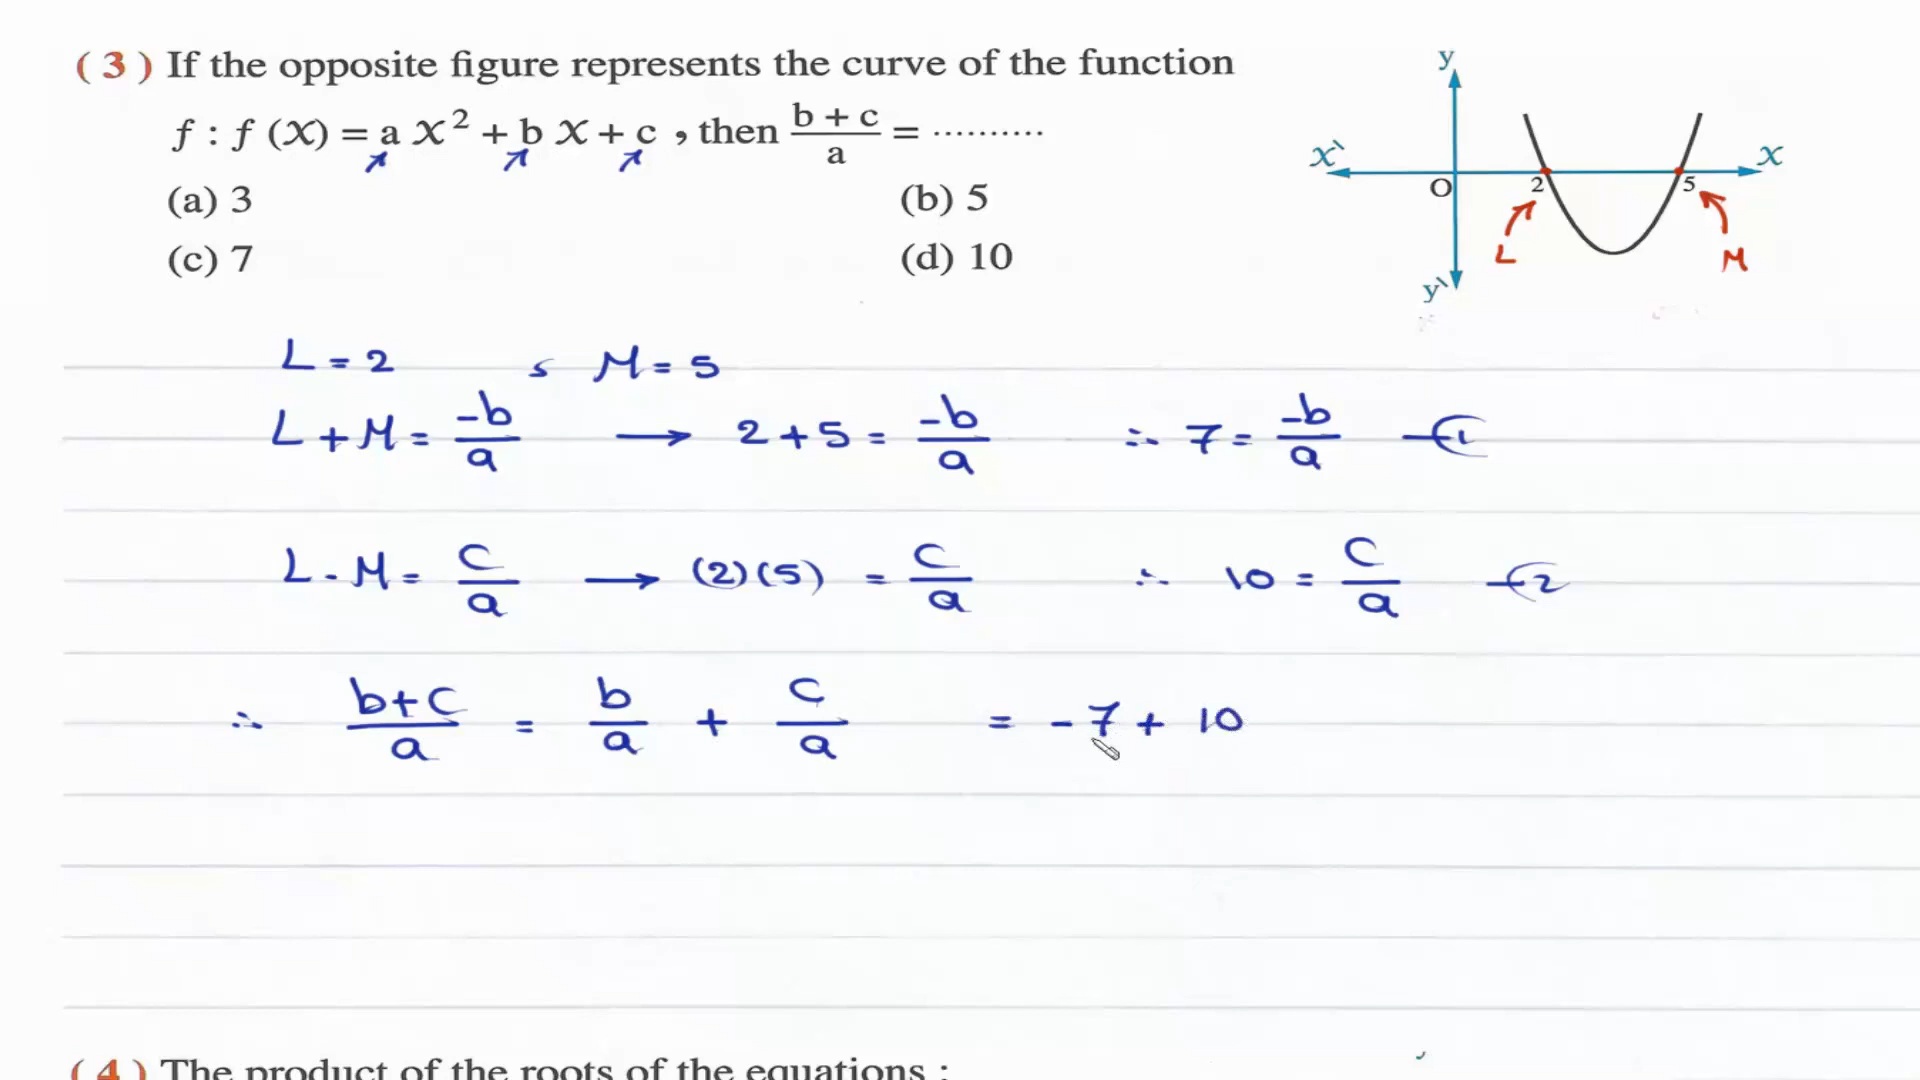 ( 3 ) If the opposite figure represents the curve of the function
f : f (X) = a X² + b X + c , then (b + c)/a = ..........
(a) 3
(b) 5
(c) 7
(d) 10
y
X` X
O 2 5
L M
y`
L = 2 , M = 5
L + M = -b/a → 2 + 5 = -b/a ∴ 7 = -b/a —1
L . M = c/a → (2)(5) = c/a ∴ 10 = c/a —2
∴ (b+c)/a = b/a + c/a = -7 + 10
( 4 ) The product of the roots of the equations :